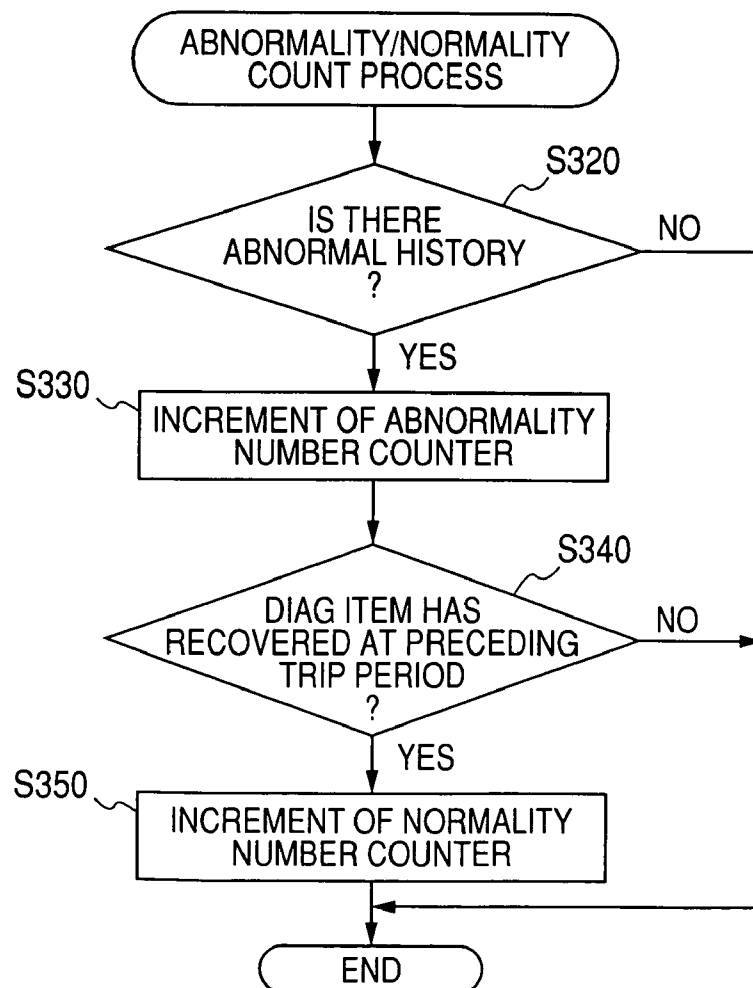 ABNORMALITY/NORMALITY
COUNT PROCESS
S320
IS THERE
ABNORMAL HISTORY
?
NO
YES
S330
INCREMENT OF ABNORMALITY
NUMBER COUNTER
S340
DIAG ITEM HAS
RECOVERED AT PRECEDING
TRIP PERIOD
?
NO
YES
S350
INCREMENT OF NORMALITY
NUMBER COUNTER
END